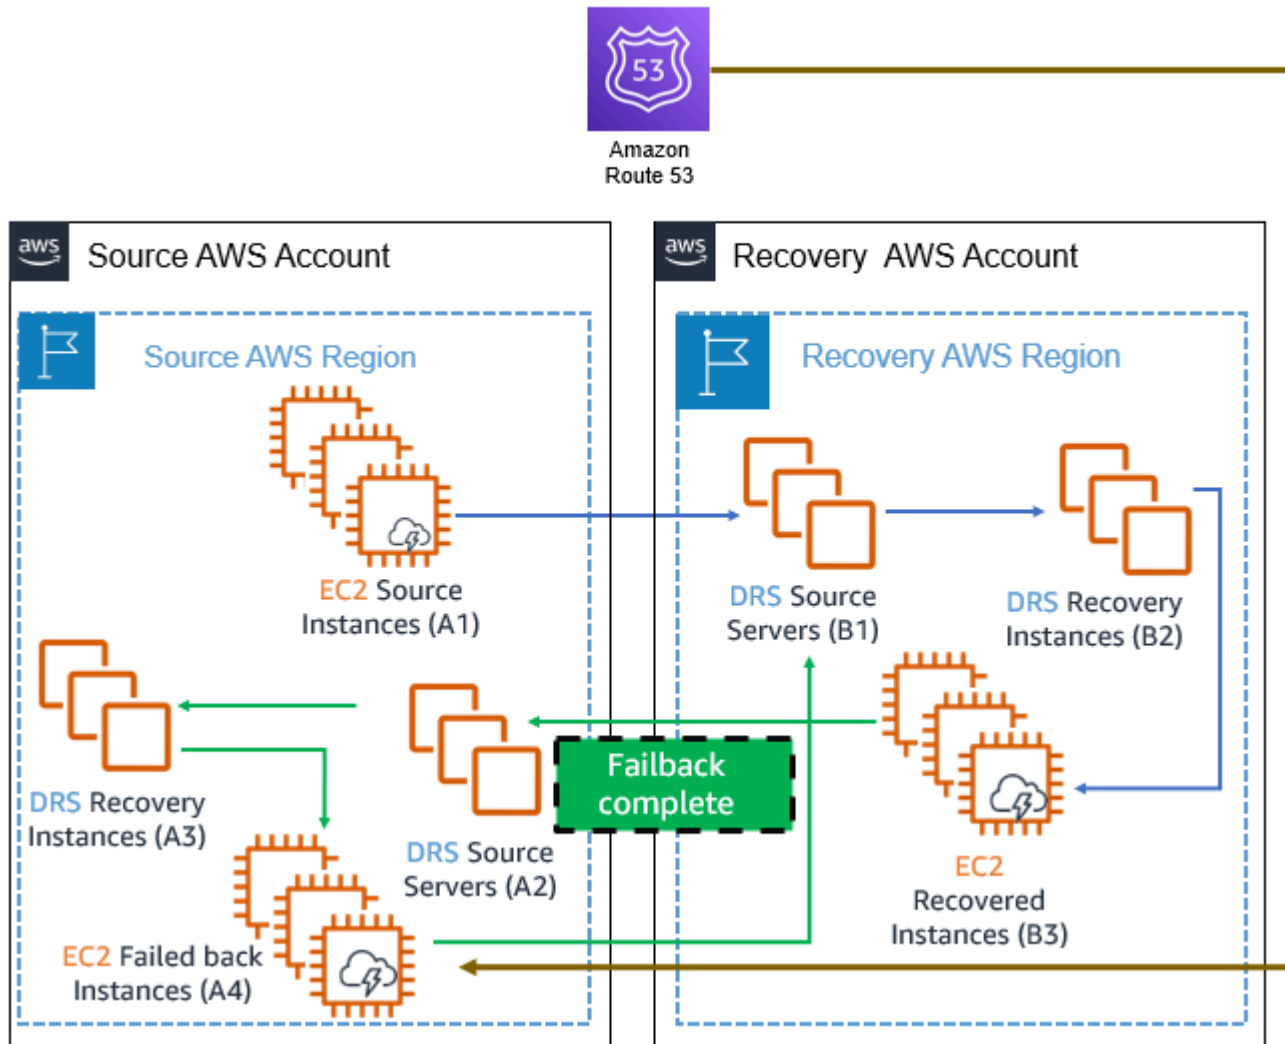 53
Amazon
Route 53
aws
Source AWS Account
aws
Recovery AWS Account
Source AWS Region
Recovery AWS Region
EC2 Source
Instances (A1)
DRS Source
Servers (B1)
DRS Recovery
Instances (B2)
Failback
complete
DRS Recovery
Instances (A3)
DRS Source
Servers (A2)
EC2
Recovered
Instances (B3)
EC2 Failed back
Instances (A4)